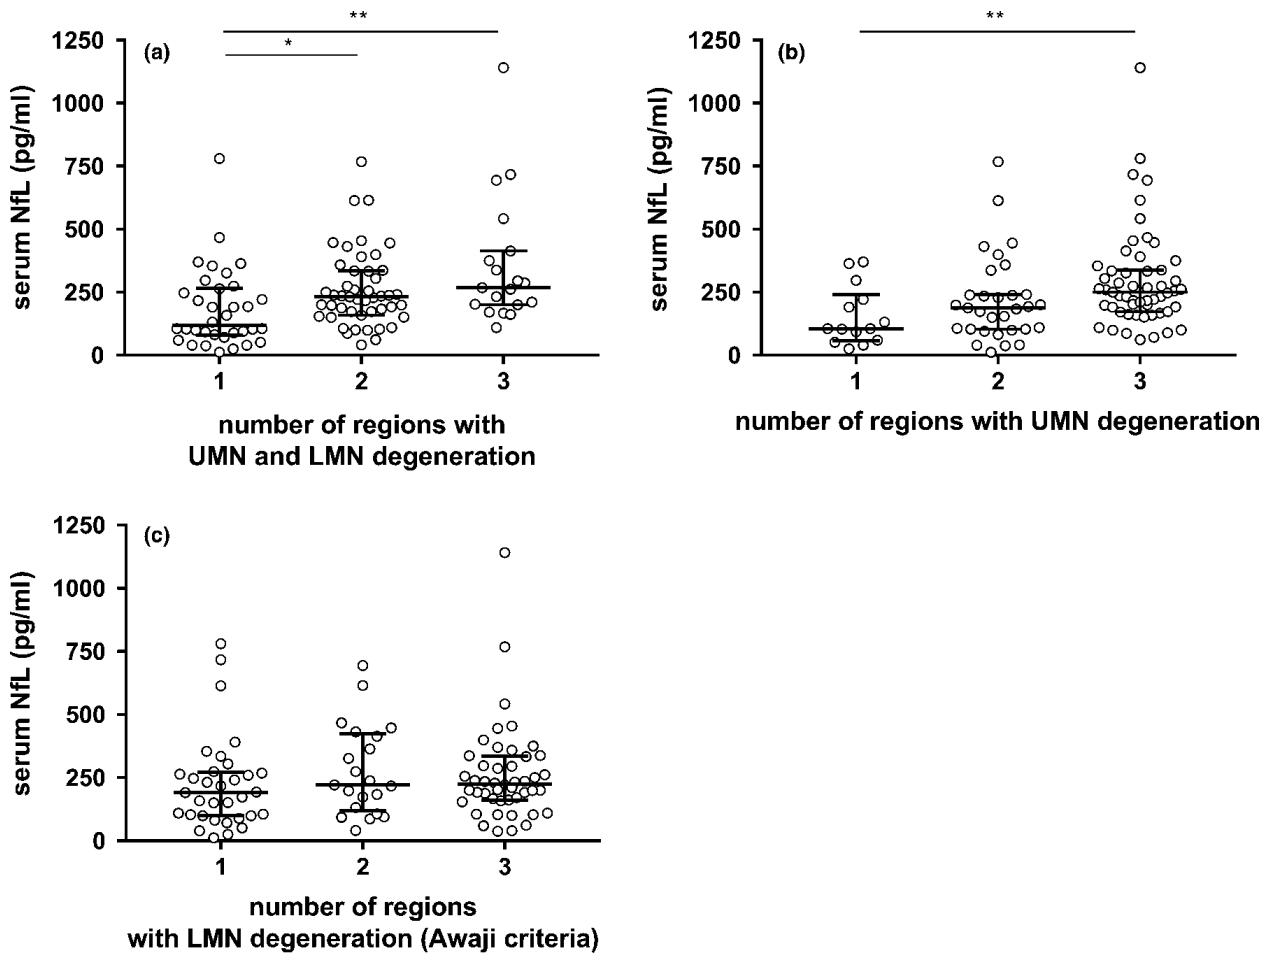 **
*
(a)
1250
1000
750
500
250
0
serum NfL (pg/ml)
1 2 3
number of regions with
UMN and LMN degeneration
**
(b)
1250
1000
750
500
250
0
serum NfL (pg/ml)
1 2 3
number of regions with UMN degeneration
(c)
1250
1000
750
500
250
0
serum NfL (pg/ml)
1 2 3
number of regions
with LMN degeneration (Awaji criteria)